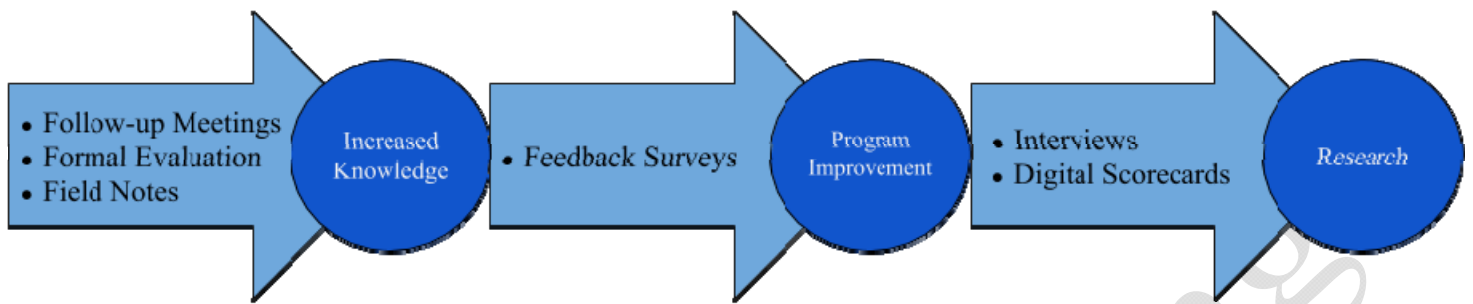 • Follow-up Meetings
• Formal Evaluation
• Field Notes
Increased
Knowledge
• Feedback Surveys
Program
Improvement
• Interviews
• Digital Scorecards
Research